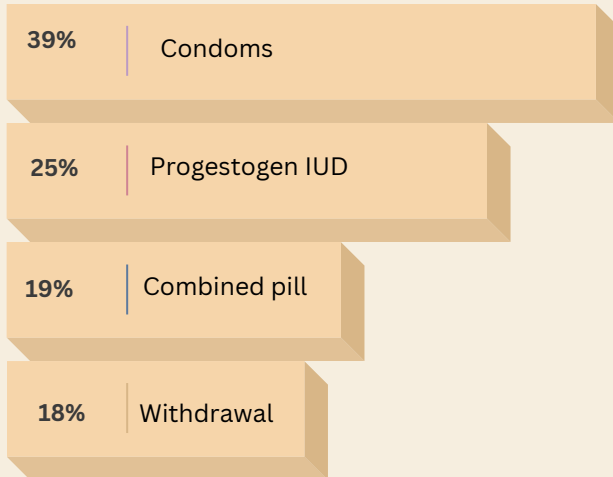 39% Condoms
25% Progestogen IUD
19% Combined pill
18% Withdrawal